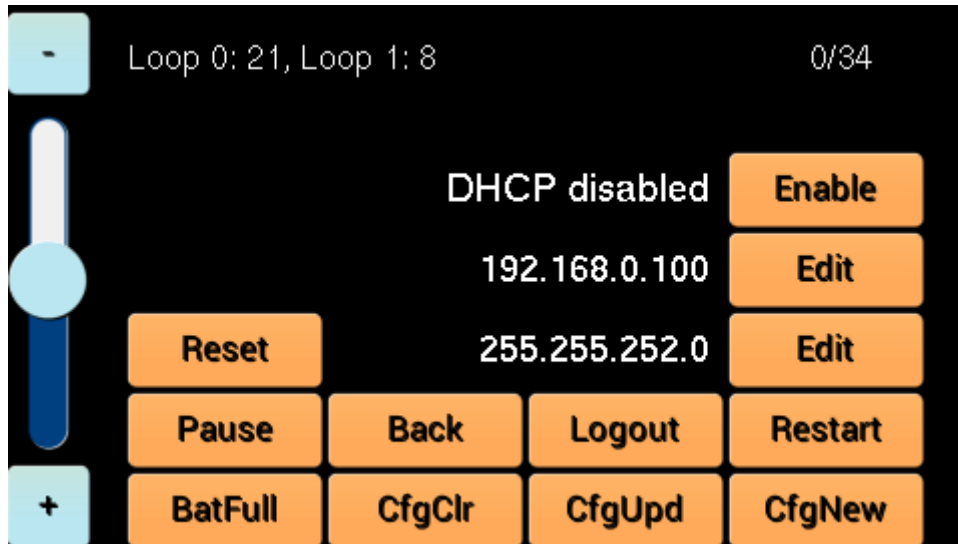 -
Loop 0: 21, Loop 1: 8 0/34
DHCP disabled Enable
192.168.0.100 Edit
Reset 255.255.252.0 Edit
Pause Back Logout Restart
+
BatFull CfgClr CfgUpd CfgNew